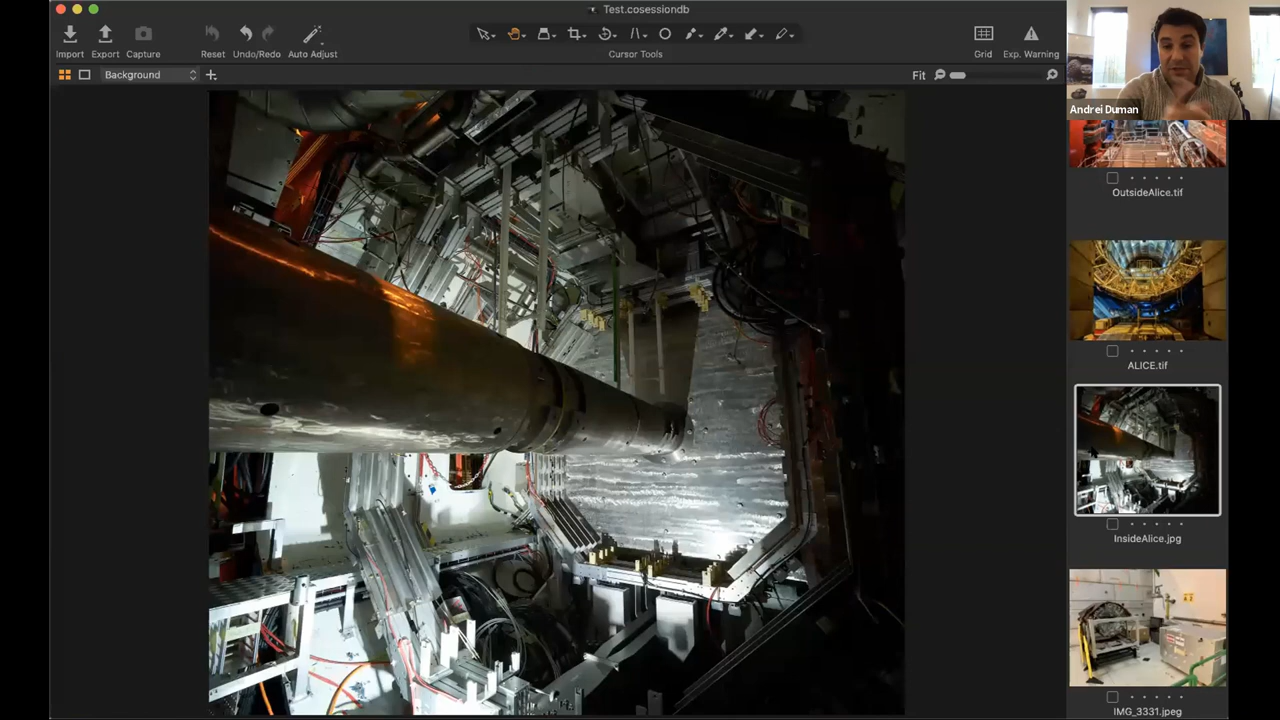 Test.cosessiondb
Import Export Capture Reset Undo/Redo Auto Adjust Cursor Tools Grid Exp. Warning
Background
Fit
Andrei Duman
OutsideAlice.tif
ALICE.tif
InsideAlice.jpg
IMG_3331.jpeg